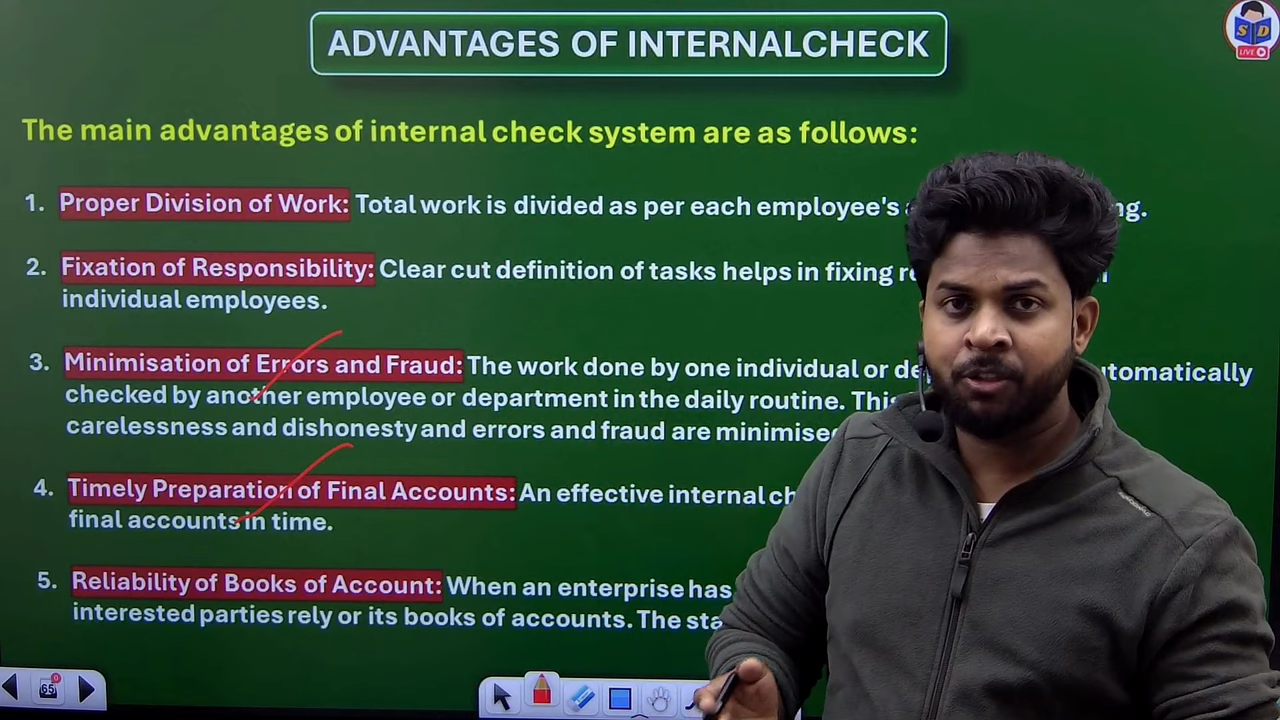 ADVANTAGES OF INTERNALCHECK
S D
LIVE
The main advantages of internal check system are as follows:
1. Proper Division of Work: Total work is divided as per each employee's
2. Fixation of Responsibility: Clear cut definition of tasks helps in fixing
individual employees.
3. Minimisation of Errors and Fraud: The work done by one individual or automatically
checked by another employee or department in the daily routine. This
carelessness and dishonesty and errors and fraud are minimised
4. Timely Preparation of Final Accounts: An effective internal
final accounts in time.
5. Reliability of Books of Account: When an enterprise has
interested parties rely or its books of accounts. The
65